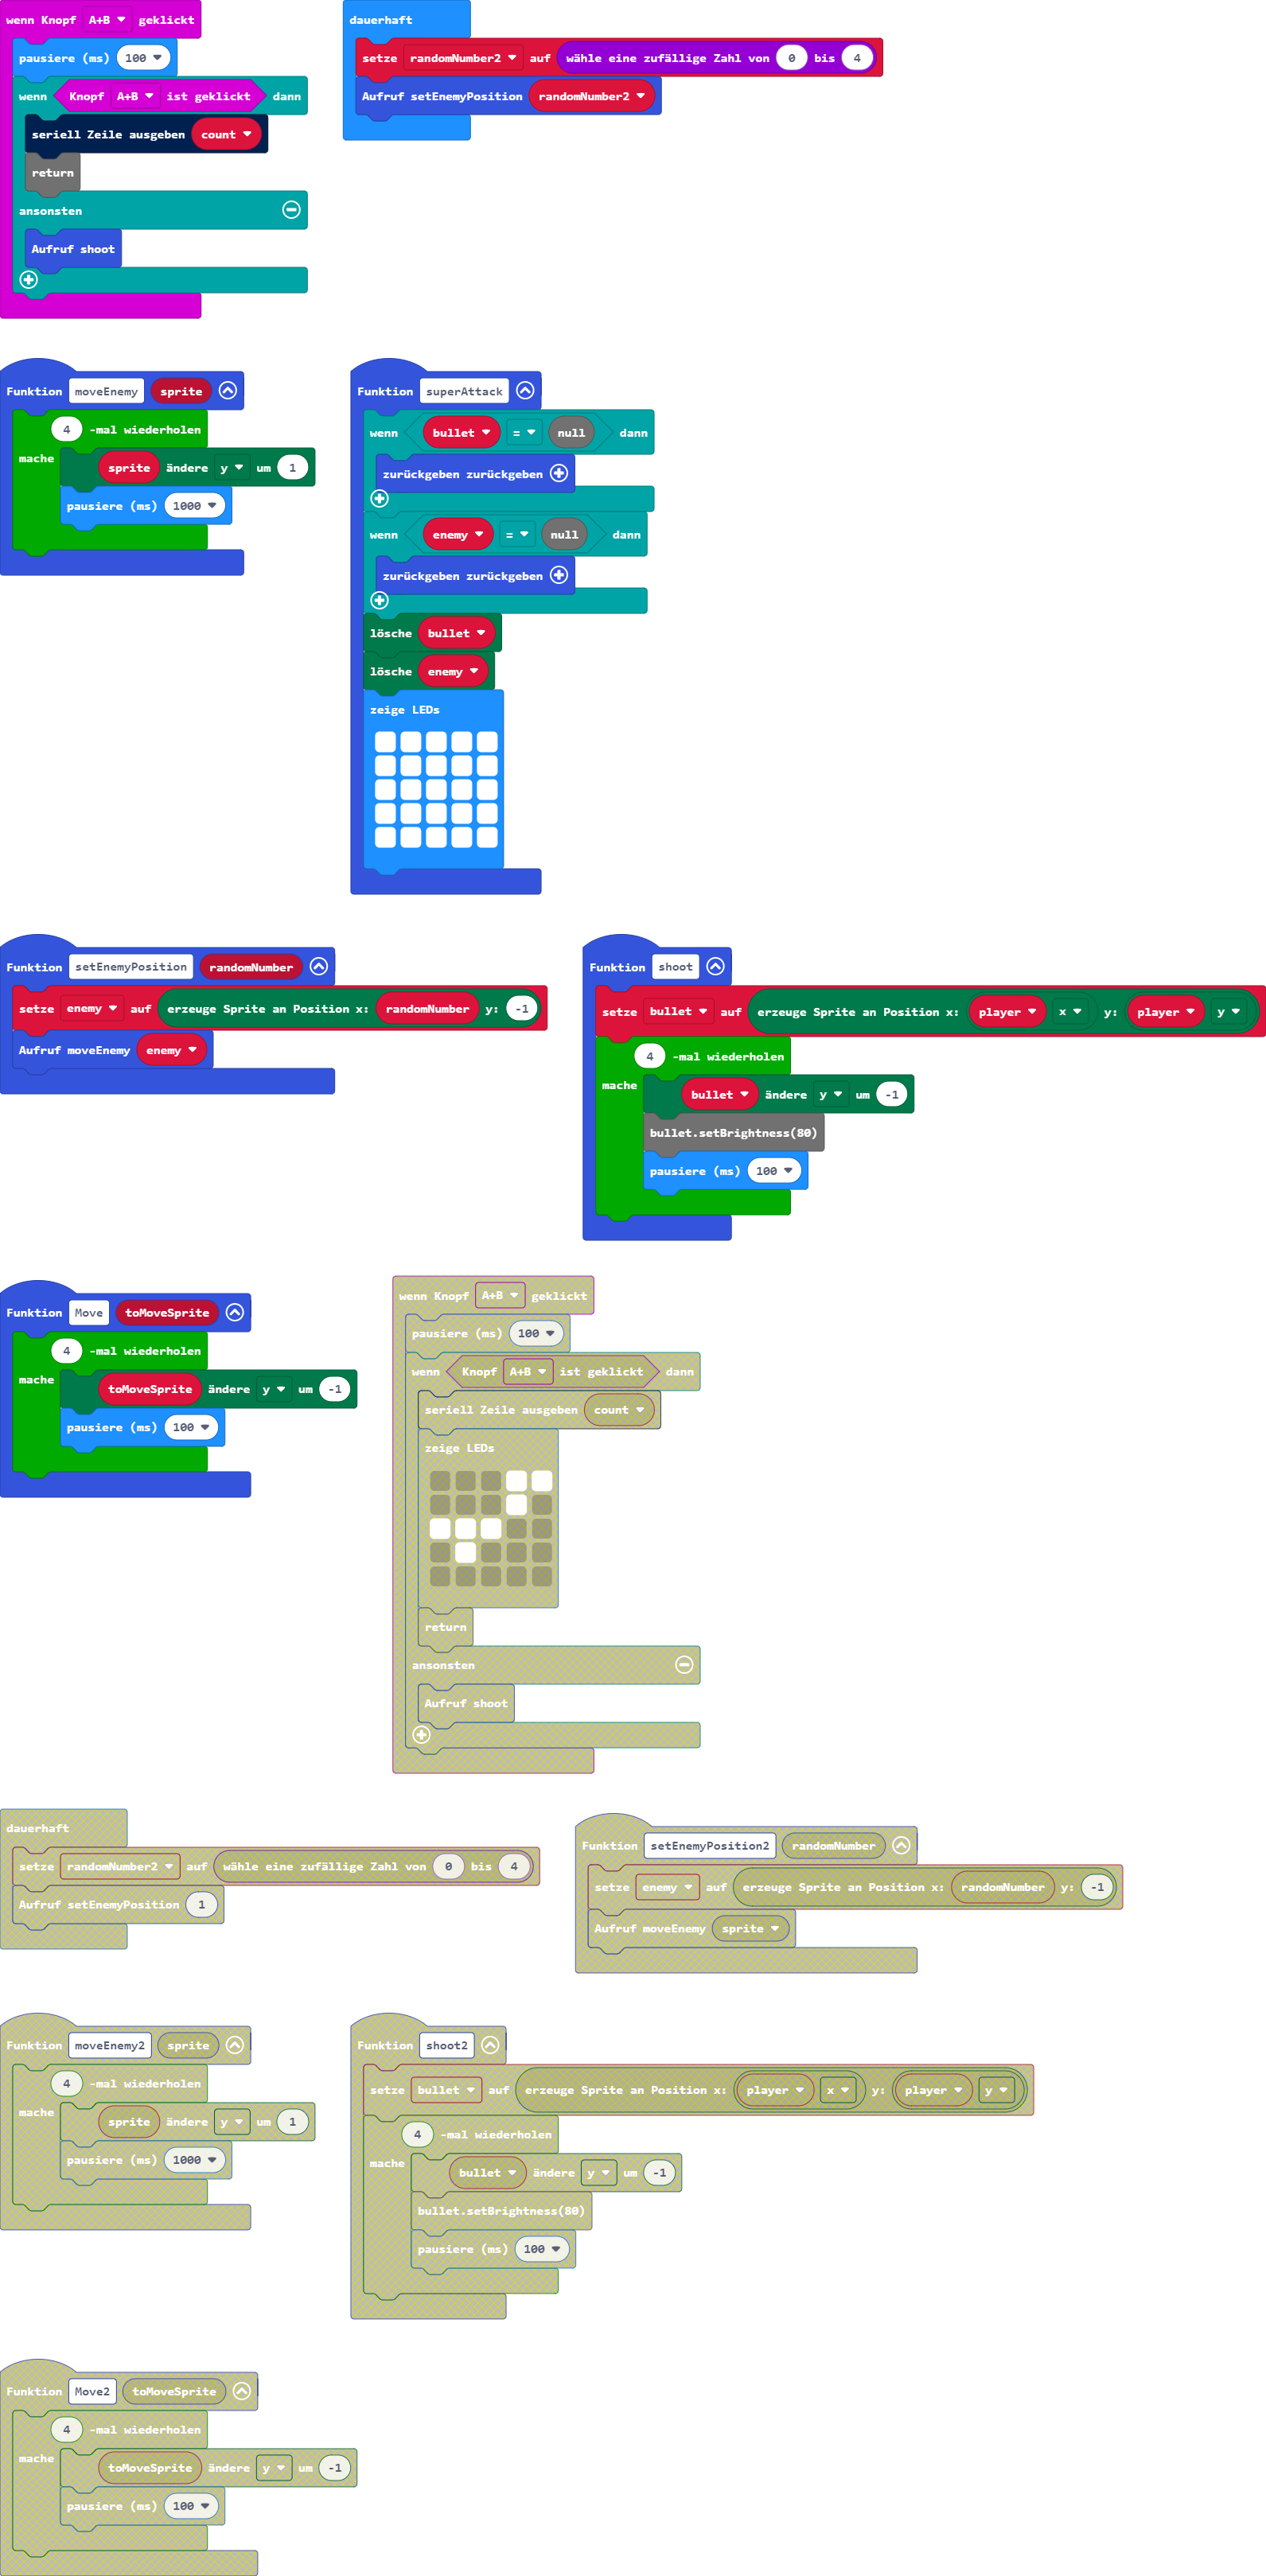 wenn Knopf A+B geklickt
pausiere (ms) 100
wenn Knopf A+B ist geklickt dann
seriell Zeile ausgeben count
return
ansonsten
Aufruf shoot
dauerhaft
setze randomNumber2 auf wähle eine zufällige Zahl von 0 bis 4
Aufruf setEnemyPosition randomNumber2
Funktion moveEnemy sprite
4 -mal wiederholen
mache
sprite ändere y um 1
pausiere (ms) 1000
Funktion superAttack
wenn bullet = null dann
zurückgeben zurückgeben
wenn enemy = null dann
zurückgeben zurückgeben
lösche bullet
lösche enemy
zeige LEDs
Funktion setEnemyPosition randomNumber
setze enemy auf erzeuge Sprite an Position x: randomNumber y: -1
Aufruf moveEnemy enemy
Funktion shoot
setze bullet auf erzeuge Sprite an Position x: player x y: player y
4 -mal wiederholen
mache
bullet ändere y um -1
bullet.setBrightness(80)
pausiere (ms) 100
Funktion Move toMoveSprite
4 -mal wiederholen
mache
toMoveSprite ändere y um -1
pausiere (ms) 100
wenn Knopf A+B geklickt
pausiere (ms) 100
wenn Knopf A+B ist geklickt dann
seriell Zeile ausgeben count
zeige LEDs
return
ansonsten
Aufruf shoot
dauerhaft
setze randomNumber2 auf wähle eine zufällige Zahl von 0 bis 4
Aufruf setEnemyPosition 1
Funktion setEnemyPosition2 randomNumber
setze enemy auf erzeuge Sprite an Position x: randomNumber y: -1
Aufruf moveEnemy sprite
Funktion moveEnemy2 sprite
4 -mal wiederholen
mache
sprite ändere y um 1
pausiere (ms) 1000
Funktion shoot2
setze bullet auf erzeuge Sprite an Position x: player x y: player y
4 -mal wiederholen
mache
bullet ändere y um -1
bullet.setBrightness(80)
pausiere (ms) 100
Funktion Move2 toMoveSprite
4 -mal wiederholen
mache
toMoveSprite ändere y um -1
pausiere (ms) 100